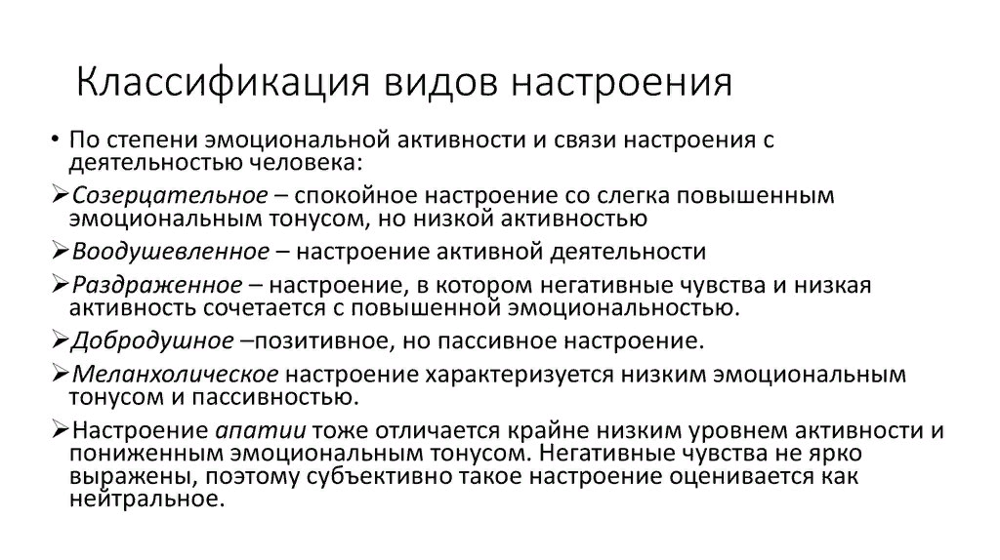 Классификация видов настроения
• По степени эмоциональной активности и связи настроения с
деятельностью человека:
➢Созерцательное – спокойное настроение со слегка повышенным
эмоциональным тонусом, но низкой активностью
➢Воодушевленное – настроение активной деятельности
➢Раздраженное – настроение, в котором негативные чувства и низкая
активность сочетается с повышенной эмоциональностью.
➢Добродушное –позитивное, но пассивное настроение.
➢Меланхолическое настроение характеризуется низким эмоциональным
тонусом и пассивностью.
➢Настроение апатии тоже отличается крайне низким уровнем активности и
пониженным эмоциональным тонусом. Негативные чувства не ярко
выражены, поэтому субъективно такое настроение оценивается как
нейтральное.